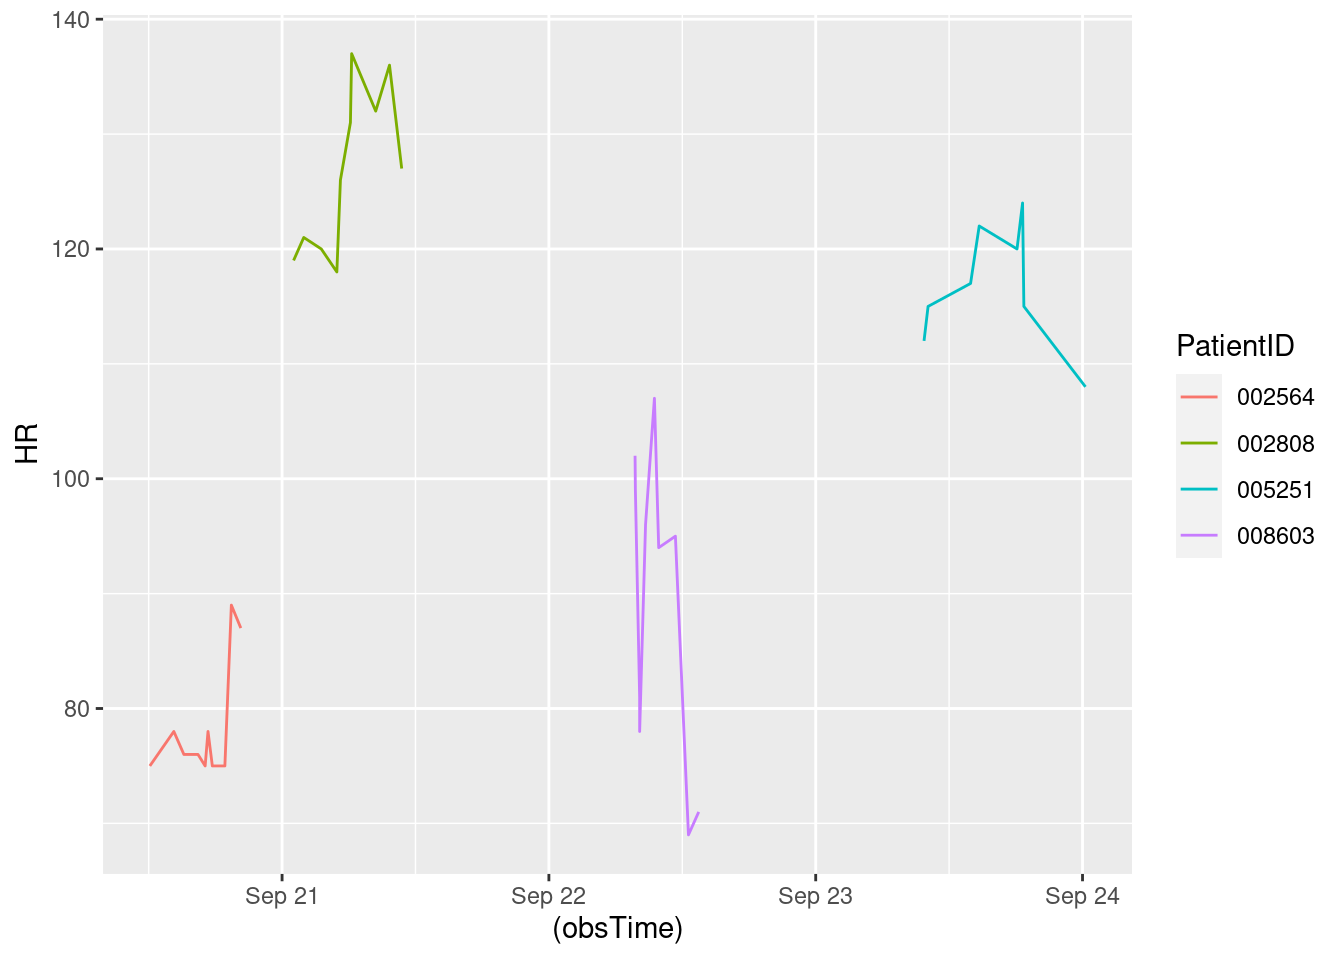 140
120
100
80
HR
Sep 21
Sep 22
Sep 23
Sep 24
(obsTime)
PatientID
002564
002808
005251
008603